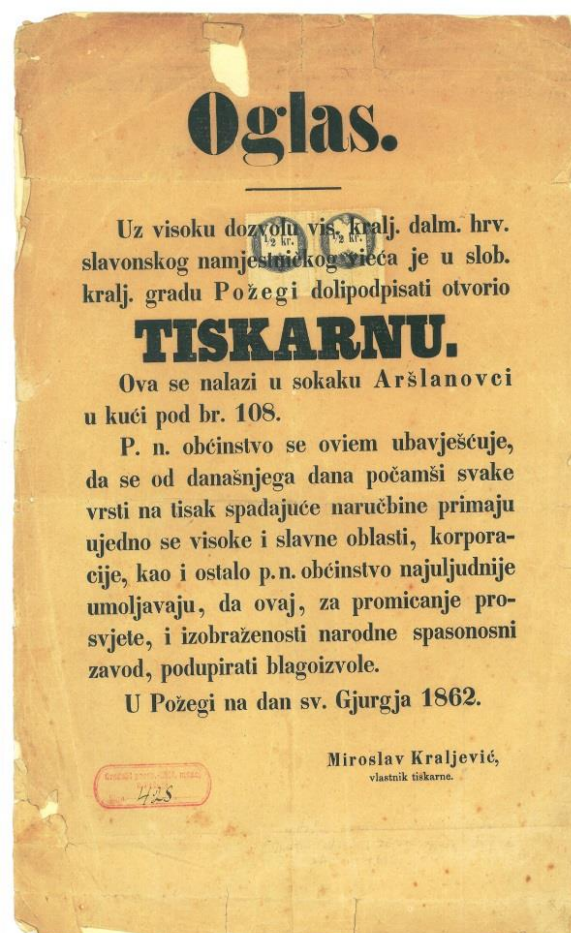 Oglas.
Uz visoku dozvolu vis. kralj. dalm. hrv.
½ kr. ½ kr.
slavonskog namjestničkog vieća je u slob.
kralj. gradu Požegi dolipodpisati otvorio
TISKARNU.
Ova se nalazi u sokaku Aršlanovci
u kući pod br. 108.
P. n. občinstvo se oviem ubavješćuje,
da se od današnjega dana počamši svake
vrsti na tisak spadajuće naručbine primaju
ujedno se visoke i slavne oblasti, korpora-
cije, kao i ostalo p.n. občinstvo najuljudnije
umoljavaju, da ovaj, za promicanje pro-
svjete, i izobraženosti narodne spasonosni
zavod, podupirati blagoizvole.
U Požegi na dan sv. Gjurgja 1862.
Miroslav Kraljević,
vlastnik tiskarne.
428